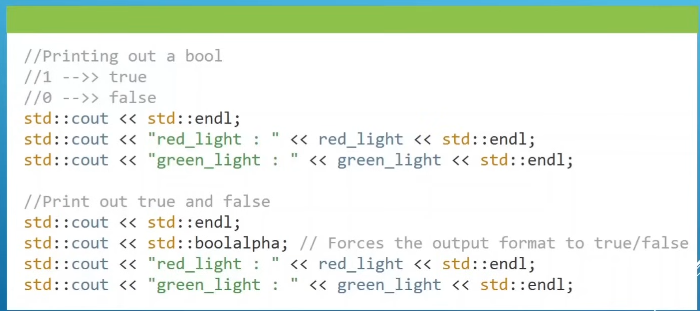 //Printing out a bool
//1 -->> true
//0 -->> false
std::cout << std::endl;
std::cout << "red_light : " << red_light << std::endl;
std::cout << "green_light : " << green_light << std::endl;
//Print out true and false
std::cout << std::endl;
std::cout << std::boolalpha; // Forces the output format to true/false
std::cout << "red_light : " << red_light << std::endl;
std::cout << "green_light : " << green_light << std::endl;